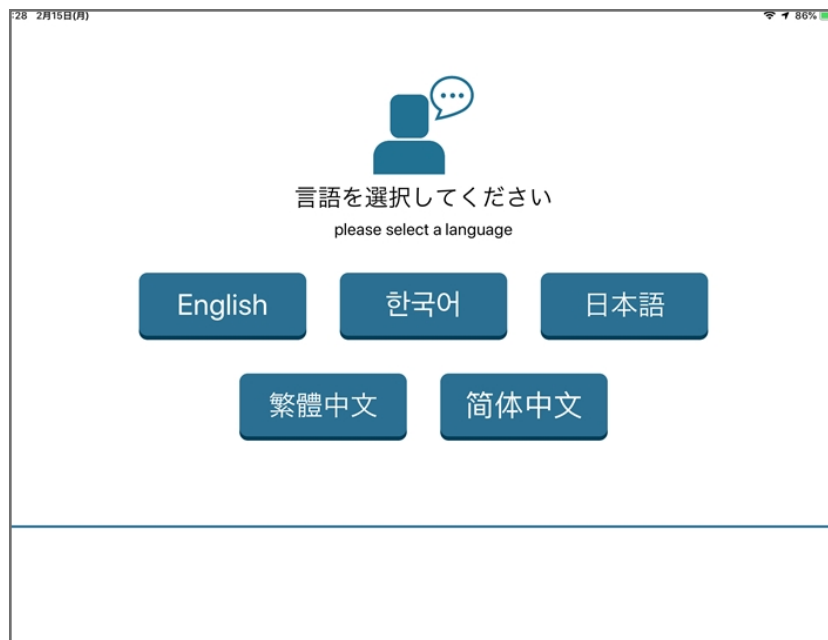 :28 2月15日(月) 86%
言語を選択してください
please select a language
English 한국어 日本語
繁體中文 简体中文